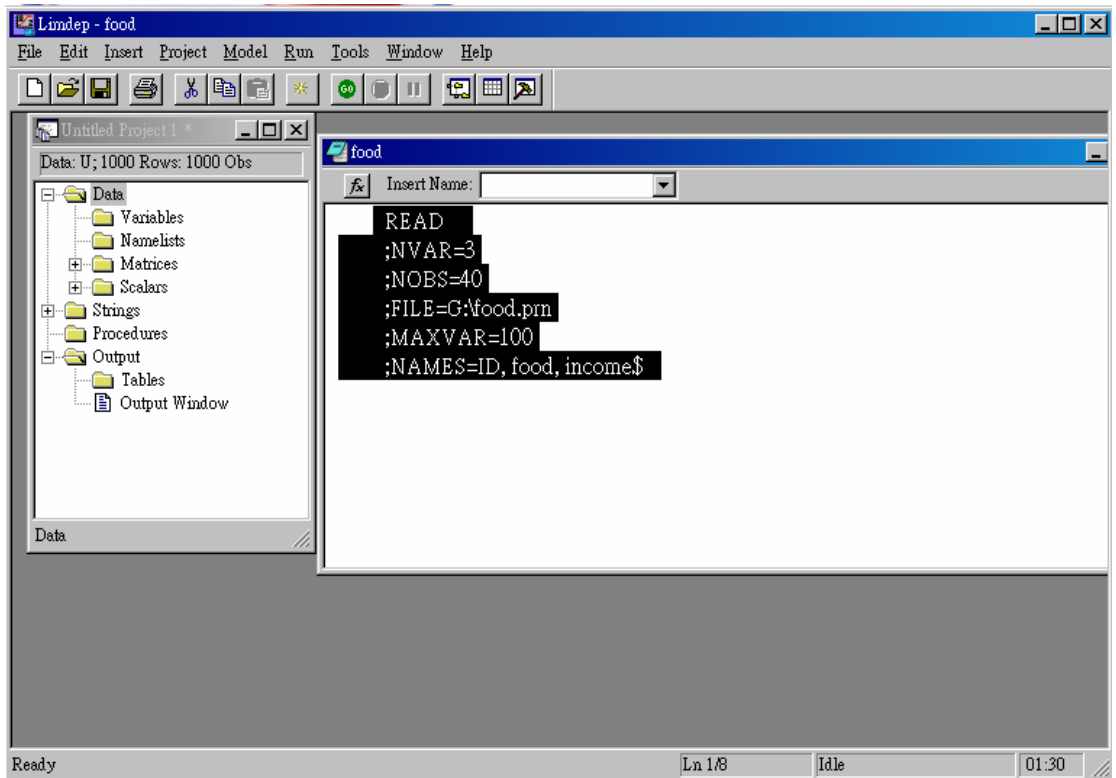 Limdep - food
File Edit Insert Project Model Run Tools Window Help
GO
Untitled Project 1 *
Data: U; 1000 Rows: 1000 Obs
Data
Variables
Namelists
Matrices
Scalars
Strings
Procedures
Output
Tables
Output Window
Data
food
fx Insert Name:
READ
;NVAR=3
;NOBS=40
;FILE=G:\food.prn
;MAXVAR=100
;NAMES=ID, food, income$
Ready Ln 1/8 Idle 01:30